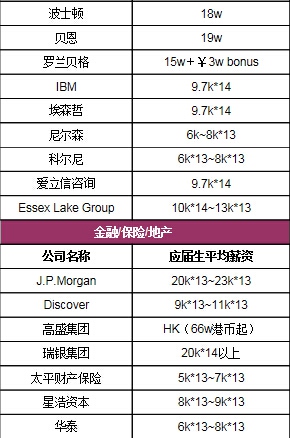 波士顿 18w
贝恩 19w
罗兰贝格 15w＋￥3w bonus
IBM 9.7k*14
埃森哲 9.7k*14
尼尔森 6k~8k*13
科尔尼 6k*13~8k*13
爱立信咨询 9.7k*14
Essex Lake Group 10k*14~13k*13
金融/保险/地产
公司名称 应届生平均薪资
J.P.Morgan 20k*13~23k*13
Discover 9k*13~11k*13
高盛集团 HK（66w港币起）
瑞银集团 20k*14以上
太平财产保险 5k*13~7k*13
星浩资本 8k*13~9k*13
华泰 6k*13~8k*13